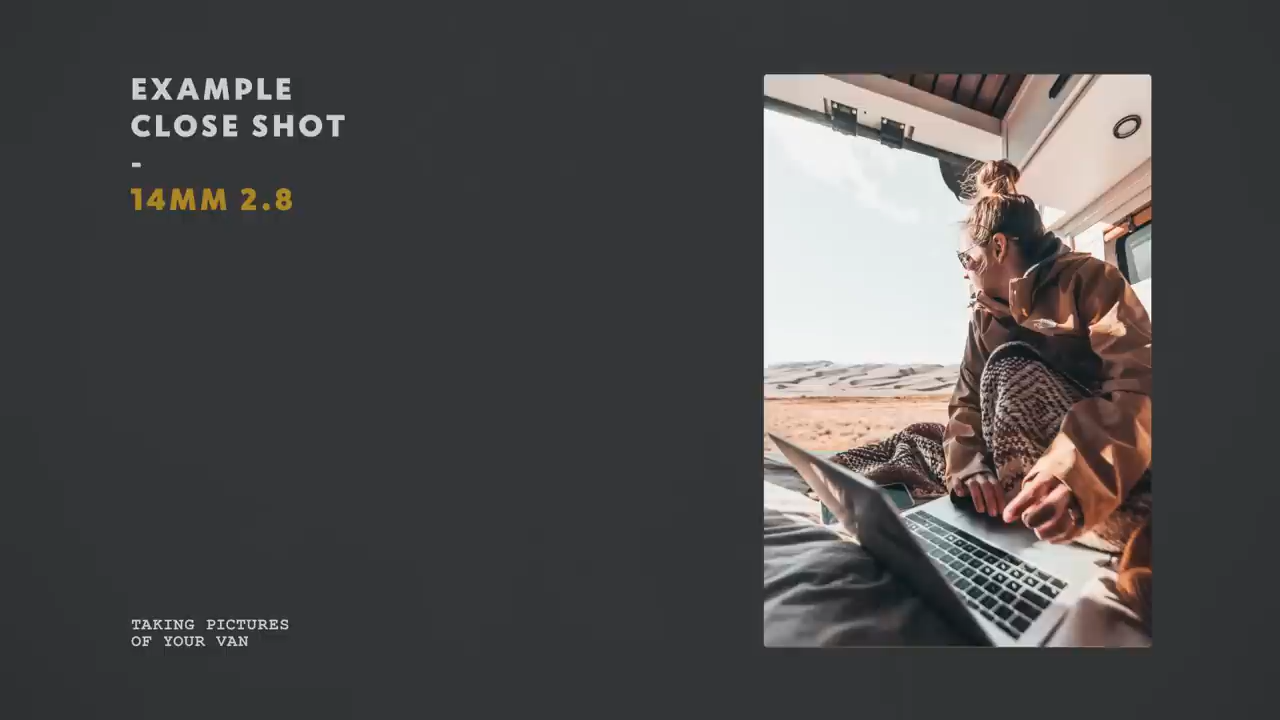 EXAMPLE
CLOSE SHOT
-
14MM 2.8
TAKING PICTURES
OF YOUR VAN